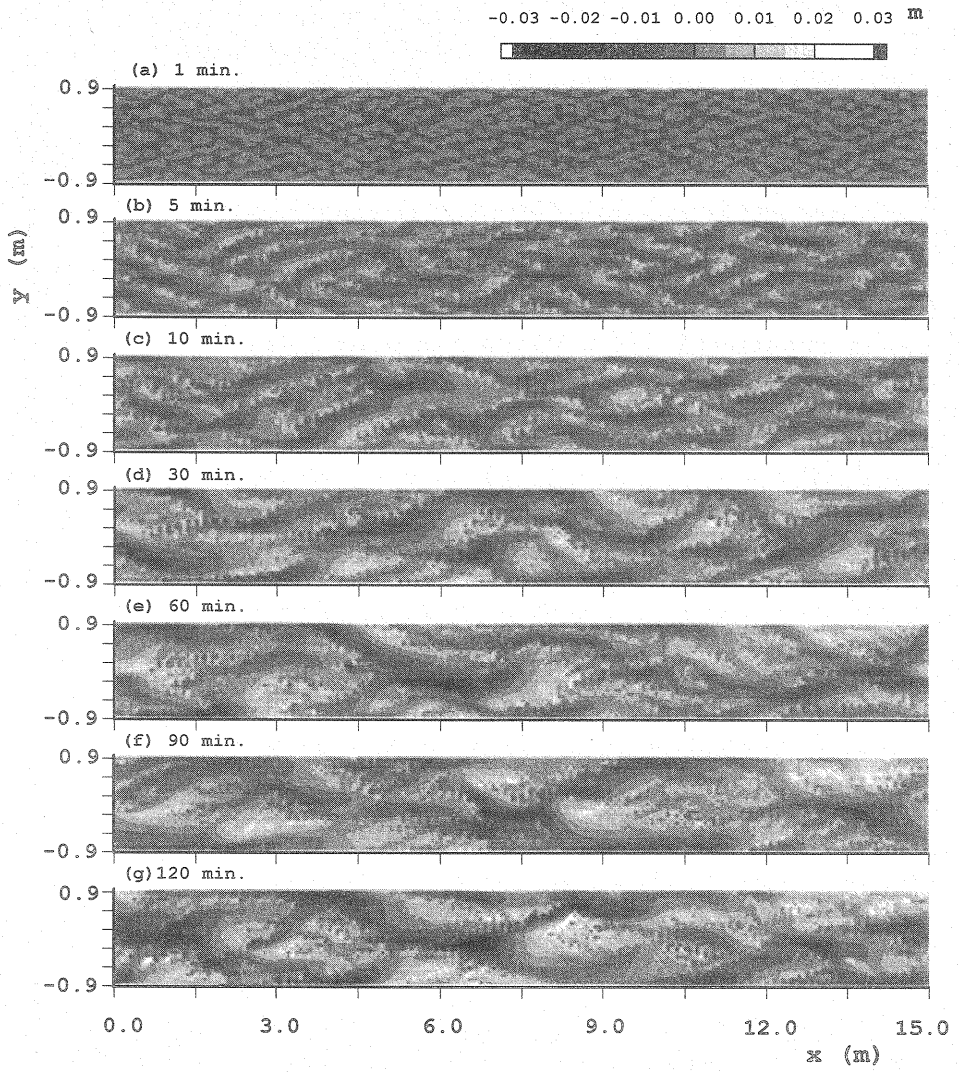 -0.03 -0.02 -0.01 0.00 0.01 0.02 0.03 m
(a) 1 min.
0.9
-0.9
(b) 5 min.
0.9
-0.9
(c) 10 min.
0.9
-0.9
(d) 30 min.
0.9
-0.9
(e) 60 min.
0.9
-0.9
(f) 90 min.
0.9
-0.9
(g)120 min.
0.9
-0.9
y (m)
0.0 3.0 6.0 9.0 12.0 15.0
x (m)